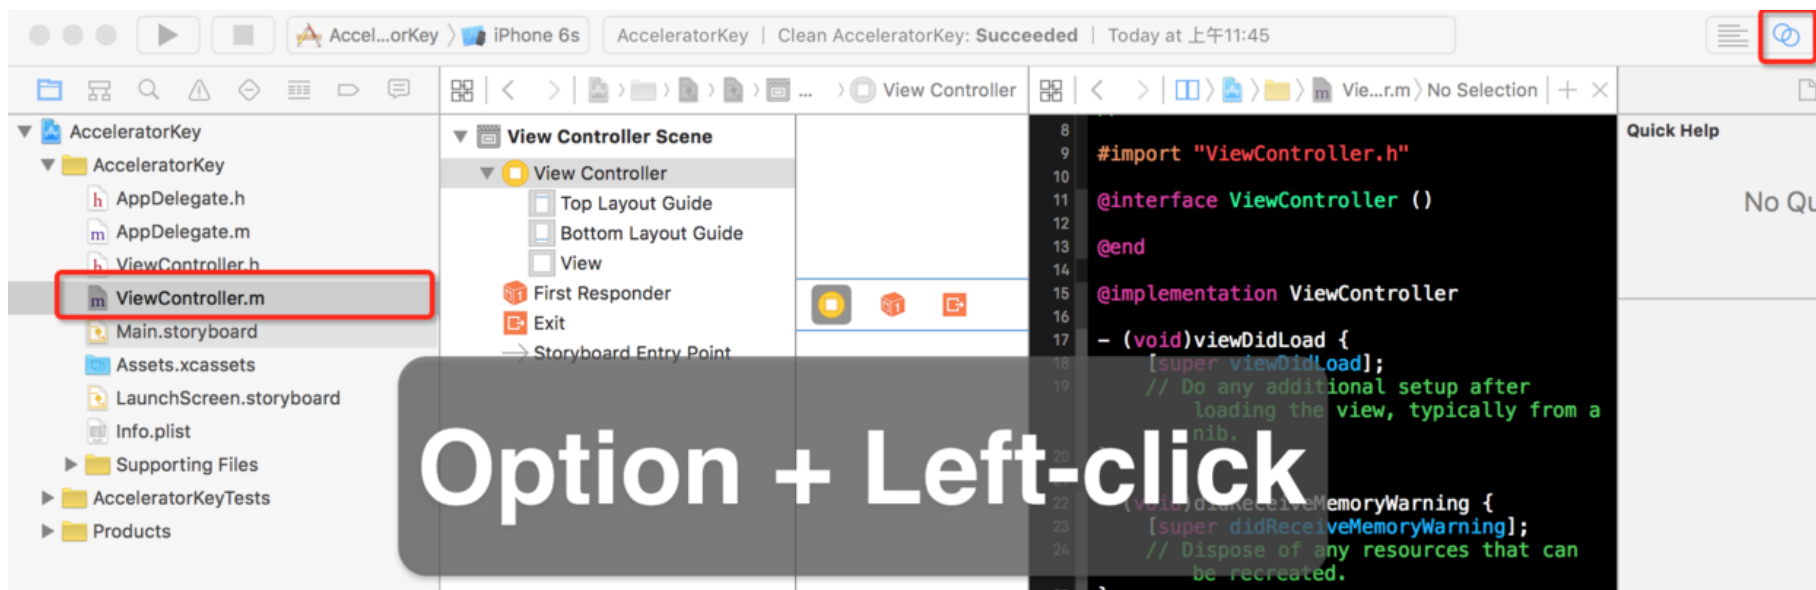 Accel...orKey 〉 iPhone 6s
AcceleratorKey | Clean AcceleratorKey: Succeeded | Today at 上午11:45
... 〉 View Controller
Vie...r.m 〉 No Selection
AcceleratorKey
AcceleratorKey
h AppDelegate.h
m AppDelegate.m
h ViewController.h
m ViewController.m
Main.storyboard
Assets.xcassets
LaunchScreen.storyboard
Info.plist
Supporting Files
AcceleratorKeyTests
Products
View Controller Scene
View Controller
Top Layout Guide
Bottom Layout Guide
View
First Responder
Exit
Storyboard Entry Point
8
9 #import "ViewController.h"
10
11 @interface ViewController ()
12
13 @end
14
15 @implementation ViewController
16
17 - (void)viewDidLoad {
18 [super viewDidLoad];
19 // Do any additional setup after
loading the view, typically from a
nib.
20
22 (void)didReceiveMemoryWarning {
23 [super didReceiveMemoryWarning];
24 // Dispose of any resources that can
be recreated.
Quick Help
No Qu
Option + Left-click